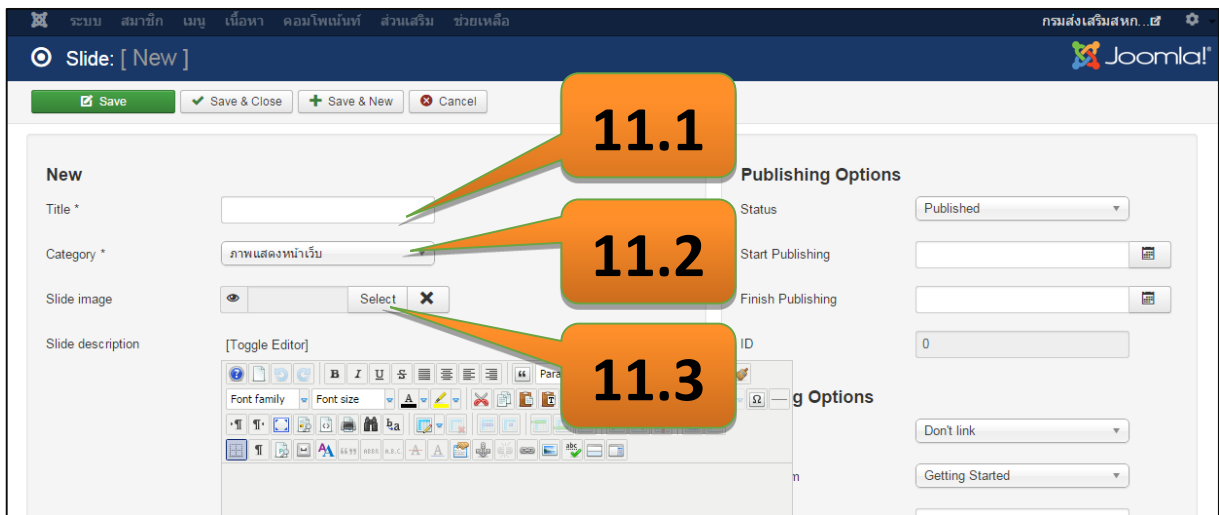 ระบบ สมาชิก เมนู เนื้อหา คอมโพเน้นท์ ส่วนเสริม ช่วยเหลือ กรมส่งเสริมสหก...
Slide: [ New ] Joomla!
Save Save & Close Save & New Cancel
11.1
New Publishing Options
Title * Status Published
11.2
Category * ภาพแสดงหน้าเว็บ Start Publishing
Slide image Select Finish Publishing
Slide description [Toggle Editor] ID 0
11.3
B I U S Para
Font family Font size g Options
Don't link
Getting Started